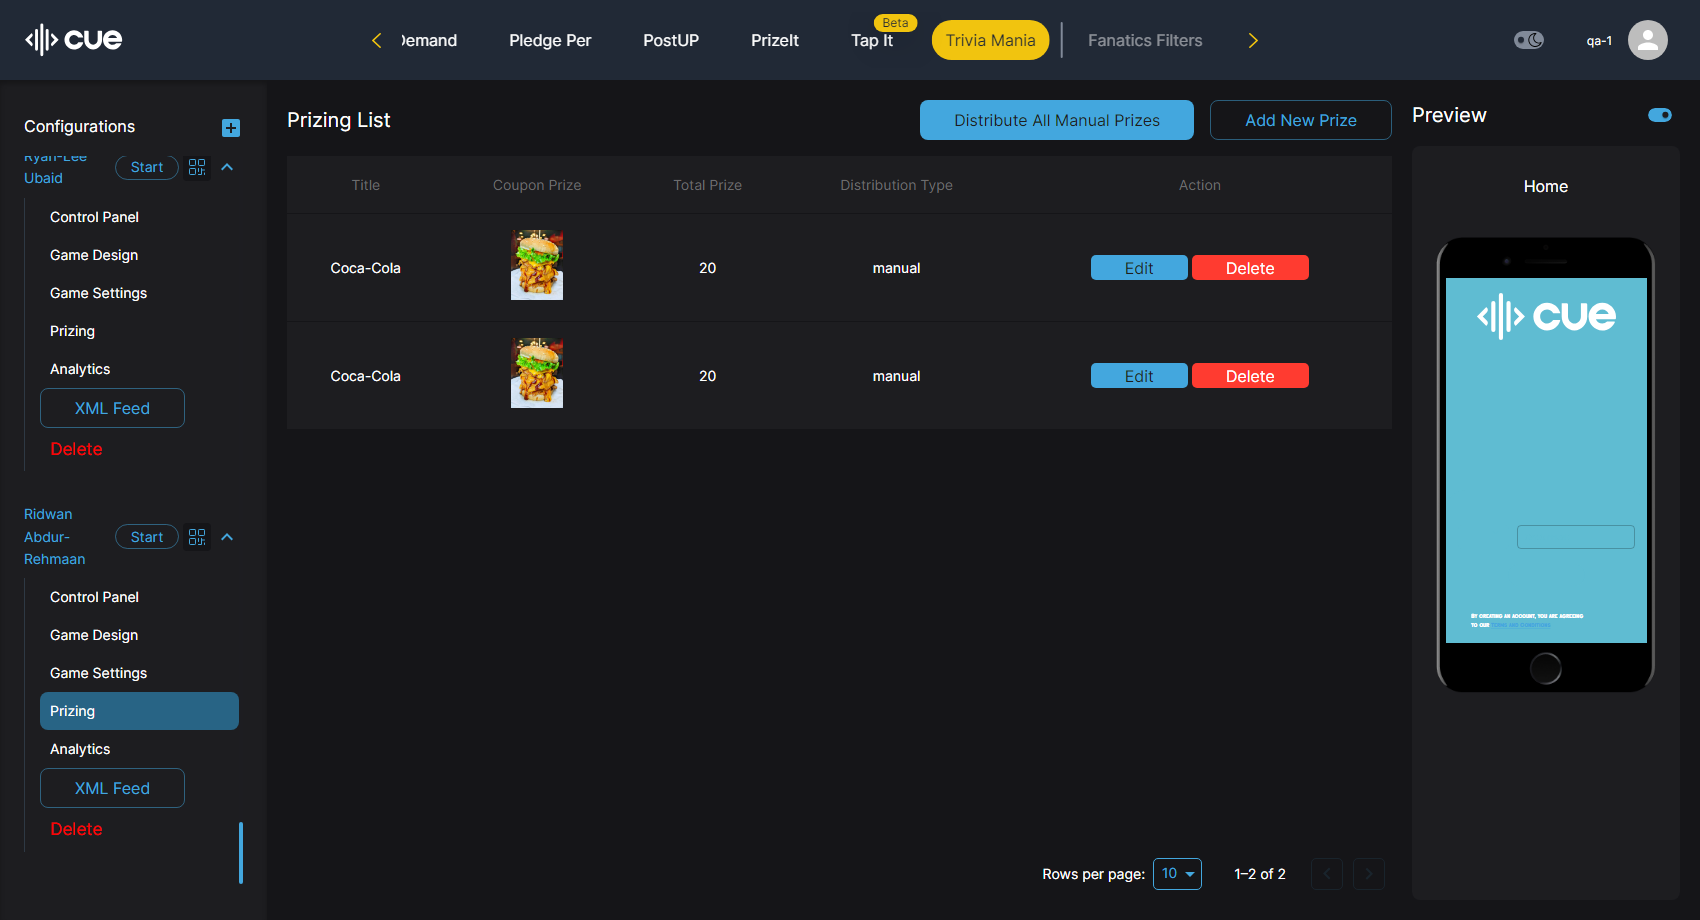 cue
Demand
Pledge Per
PostUP
PrizeIt
Tap It
Beta
Trivia Mania
Fanatics Filters
qa-1
Configurations
Ryan-Lee
Ubaid
Start
Control Panel
Game Design
Game Settings
Prizing
Analytics
XML Feed
Delete
Ridwan
Abdur-
Rehmaan
Start
Control Panel
Game Design
Game Settings
Prizing
Analytics
XML Feed
Delete
Prizing List
Distribute All Manual Prizes
Add New Prize
Title Coupon Prize Total Prize Distribution Type Action
Coca-Cola 20 manual Edit Delete
Coca-Cola 20 manual Edit Delete
Rows per page: 10 1–2 of 2
Preview
Home
cue
By creating an account, you are agreeing
to our terms and conditions